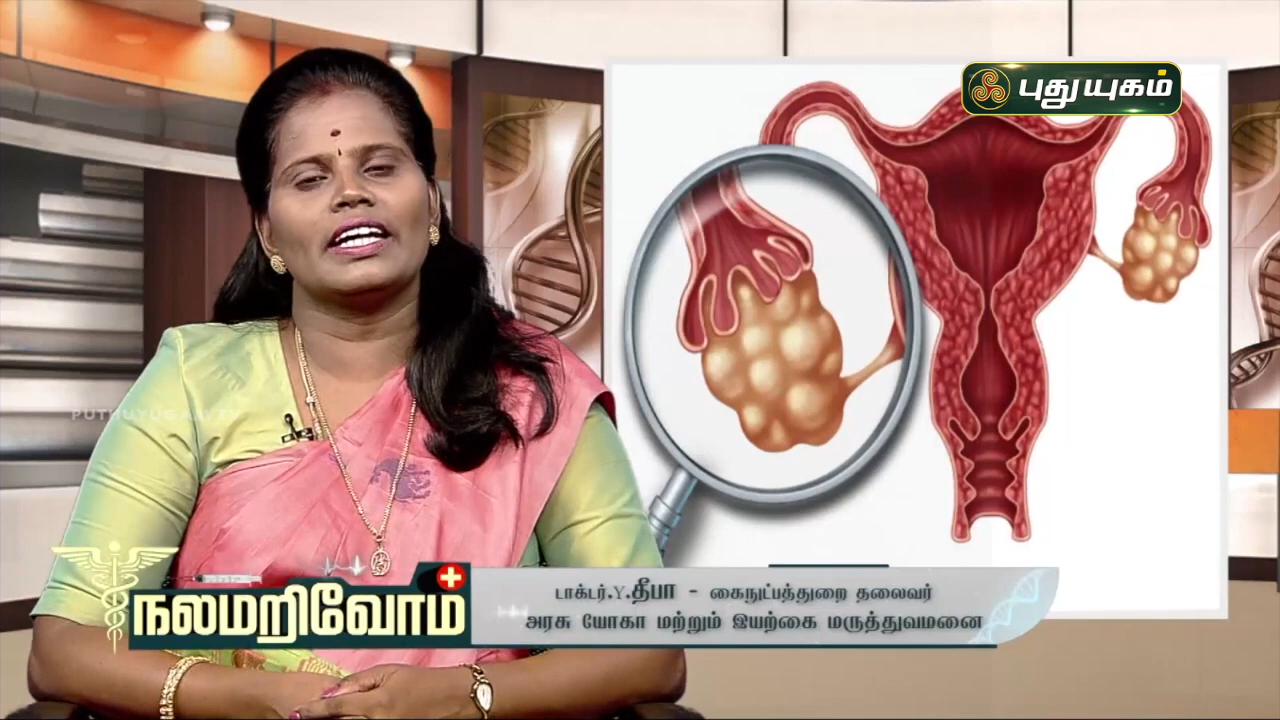 புதுயுகம்
PUTHUYUGAM TV
நலமறிவோம்
டாக்டர்.Y.தீபா - கைநுட்பத்துறை தலைவர்
அரசு யோகா மற்றும் இயற்கை மருத்துவமனை